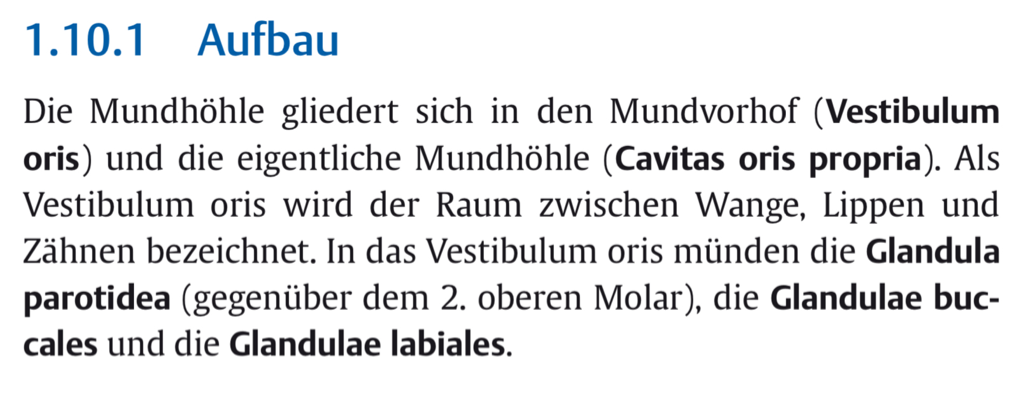 1.10.1 Aufbau
Die Mundhöhle gliedert sich in den Mundvorhof (Vestibulum
oris) und die eigentliche Mundhöhle (Cavitas oris propria). Als
Vestibulum oris wird der Raum zwischen Wange, Lippen und
Zähnen bezeichnet. In das Vestibulum oris münden die Glandula
parotidea (gegenüber dem 2. oberen Molar), die Glandulae buc-
cales und die Glandulae labiales.